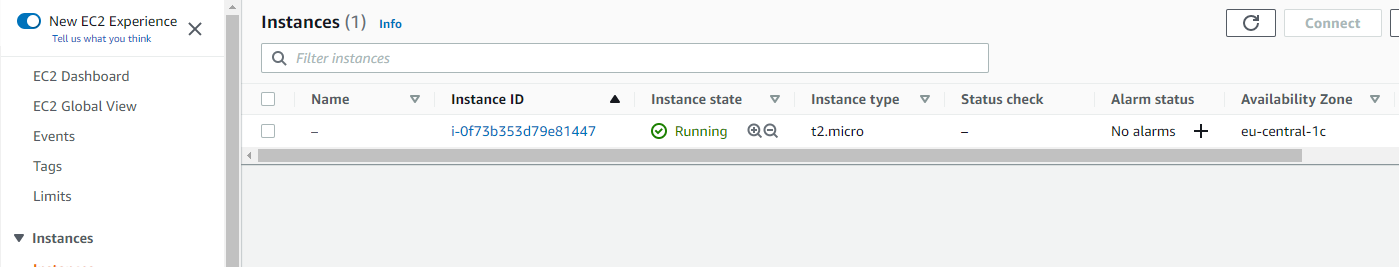 New EC2 Experience
Tell us what you think
EC2 Dashboard
EC2 Global View
Events
Tags
Limits
Instances
Instances
Instances (1) Info
Connect
Filter instances
Name Instance ID Instance state Instance type Status check Alarm status Availability Zone
– i-0f73b353d79e81447 Running t2.micro – No alarms + eu-central-1c